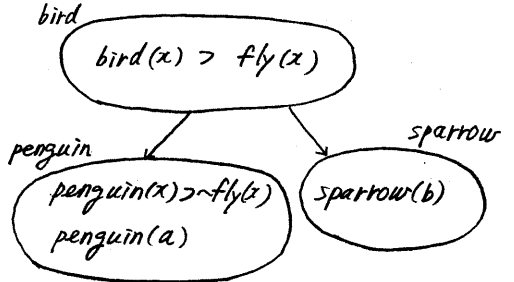 bird
bird(x) > fly(x)
penguin
sparrow
penguin(x)>~fly(x)
penguin(a)
sparrow(b)